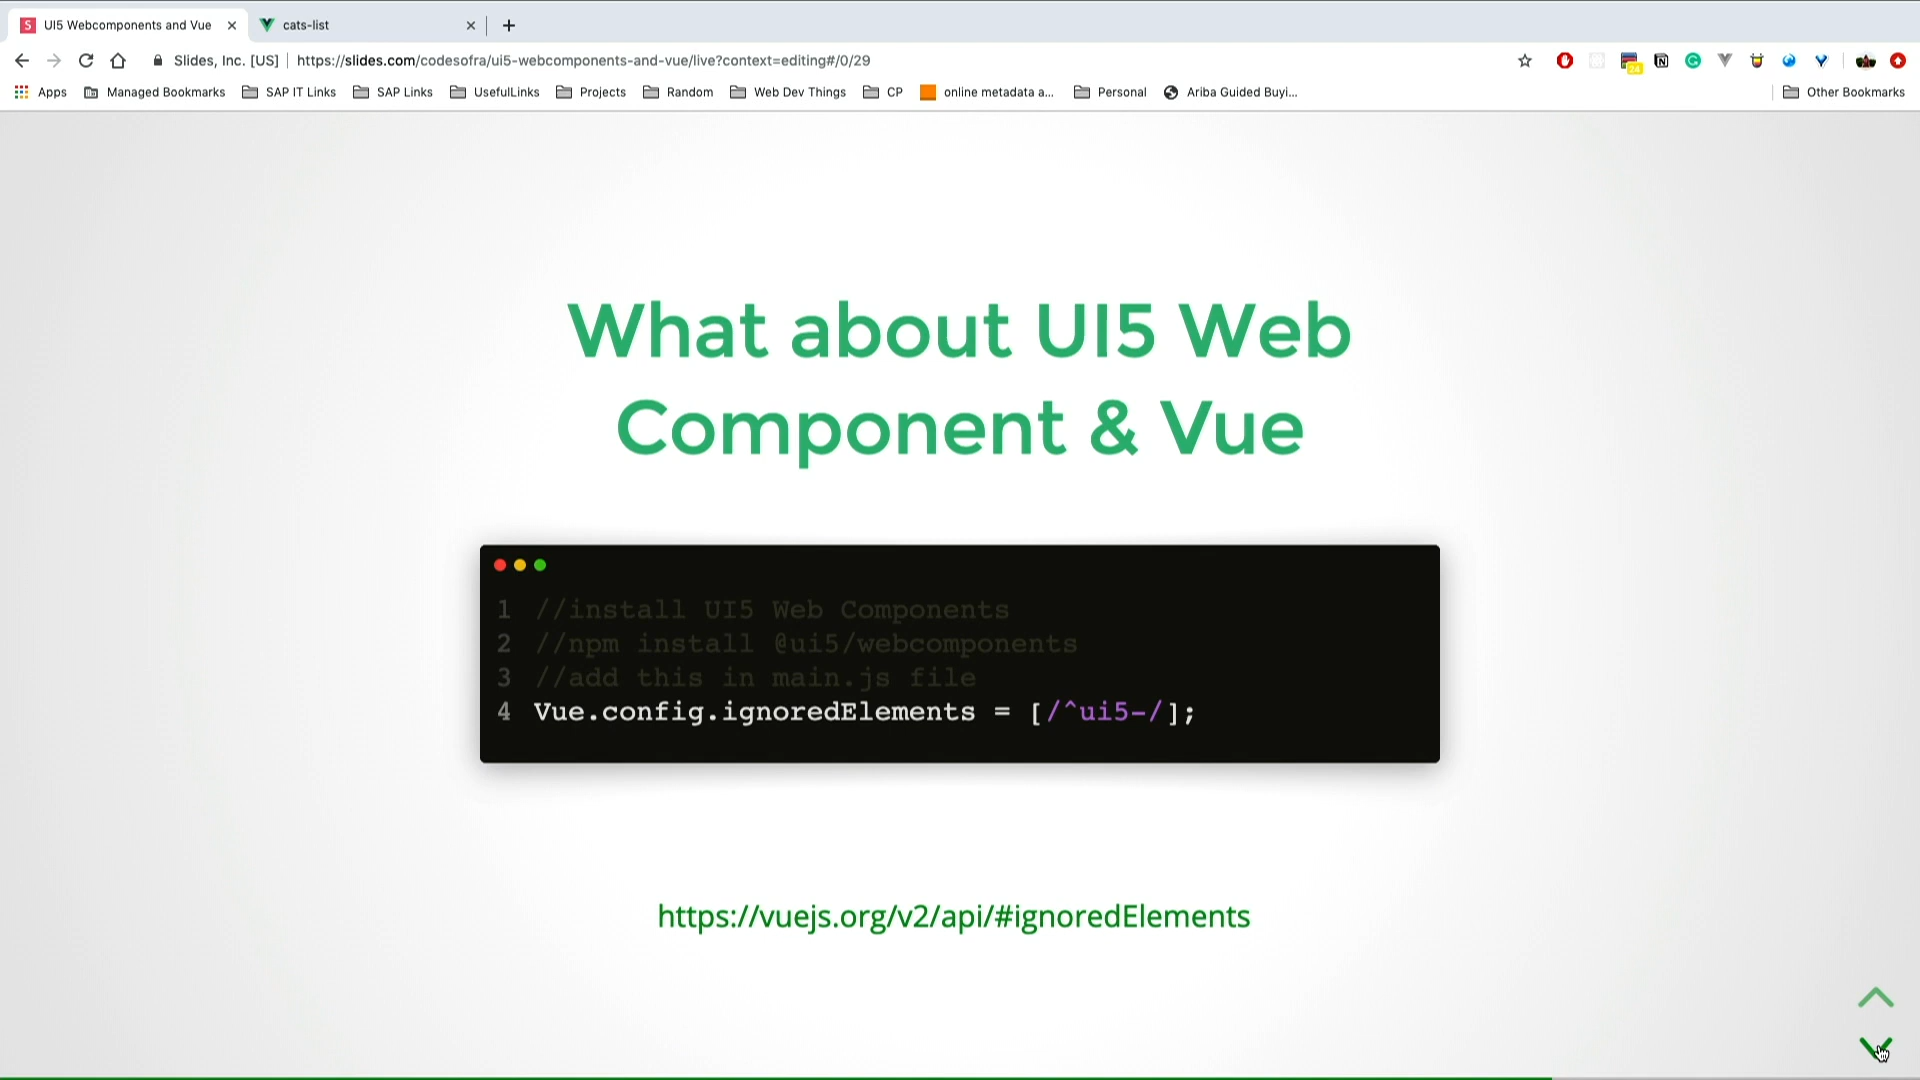 UI5 Webcomponents and Vue
cats-list
Slides, Inc. [US] https://slides.com/codesofra/ui5-webcomponents-and-vue/live?context=editing#/0/29
Apps Managed Bookmarks SAP IT Links SAP Links UsefulLinks Projects Random Web Dev Things CP online metadata a... Personal Ariba Guided Buyi... Other Bookmarks
What about UI5 Web
Component & Vue
1 //install UI5 Web Components
2 //npm install @ui5/webcomponents
3 //add this in main.js file
4 Vue.config.ignoredElements = [/^ui5-/];
https://vuejs.org/v2/api/#ignoredElements